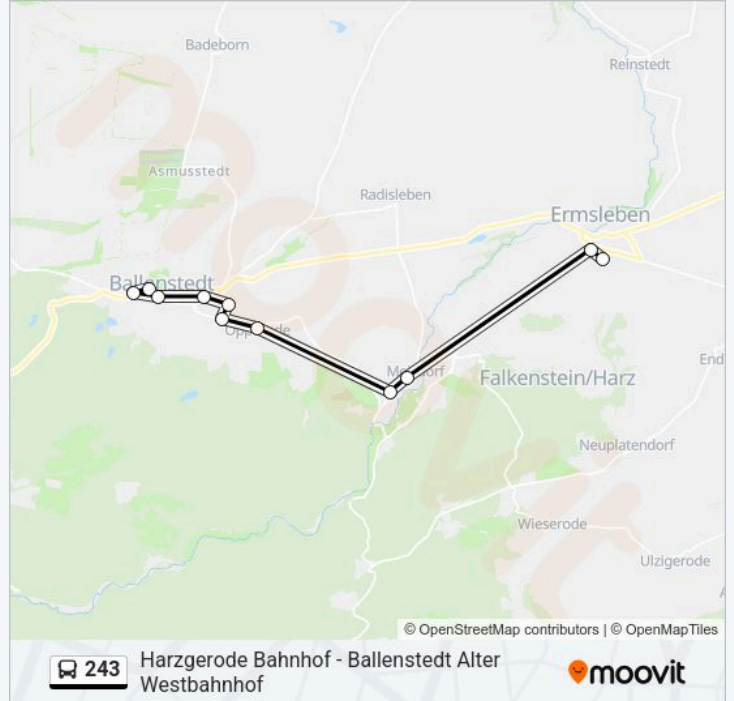 Badeborn
Reinstedt
Asmusstedt
Radisleben
Ermsleben
Ballenstedt
Falkenstein/Harz
End
Neuplatendorf
Wieserode
Ulzigerode
moovit
© OpenStreetMap contributors | © OpenMapTiles
243
Harzgerode Bahnhof - Ballenstedt Alter
Westbahnhof
moovit